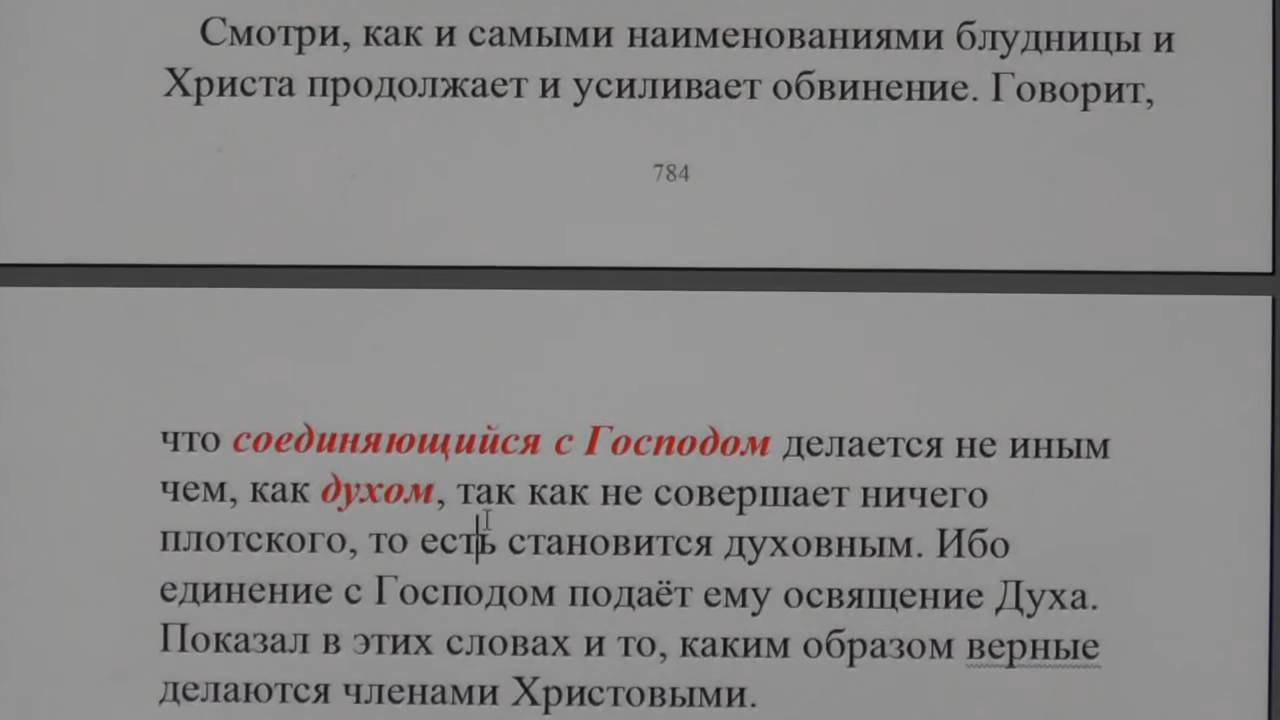 Смотри, как и самыми наименованиями блудницы и
Христа продолжает и усиливает обвинение. Говорит,
784
что соединяющийся с Господом делается не иным
чем, как духом, так как не совершает ничего
плотского, то есть становится духовным. Ибо
единение с Господом подаёт ему освящение Духа.
Показал в этих словах и то, каким образом верные
делаются членами Христовыми.